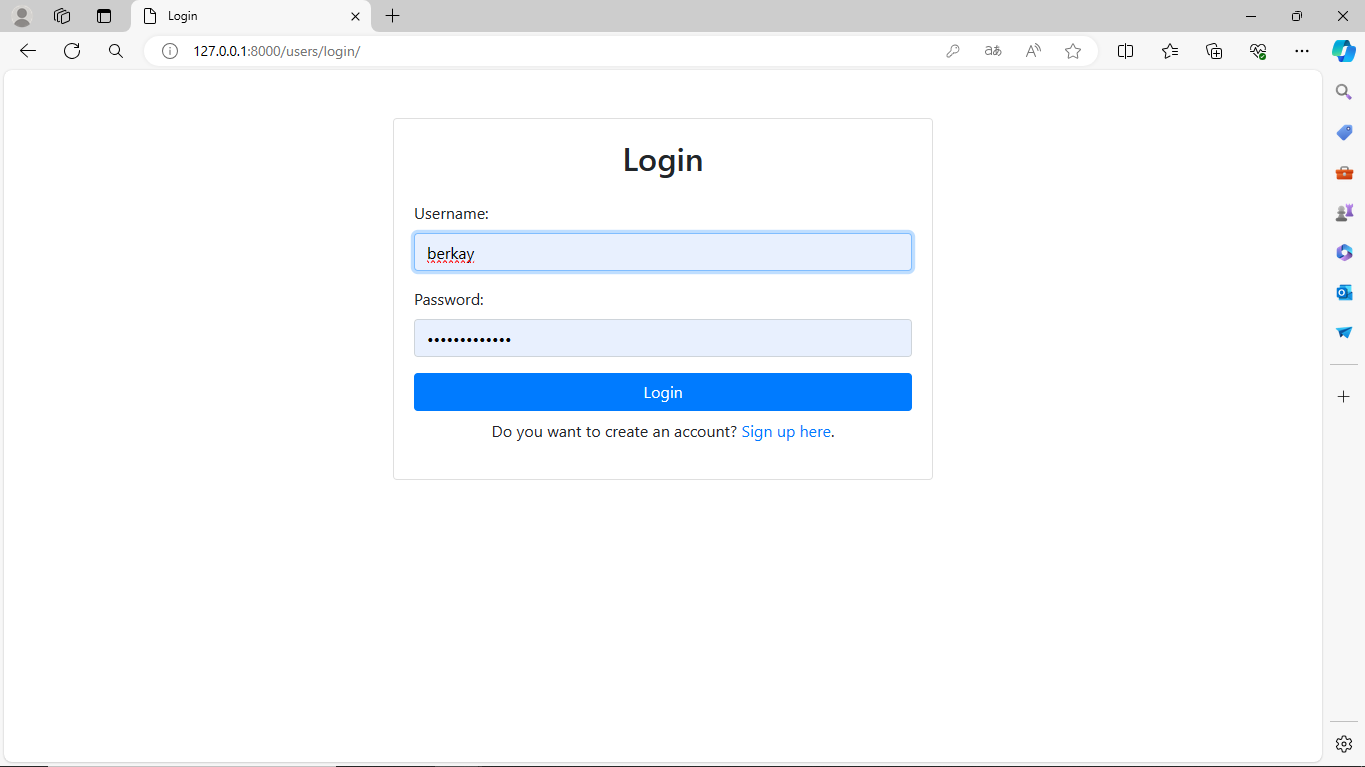 Login
127.0.0.1:8000/users/login/
Login
Username:
berkay
Password:
•••••••••••••
Login
Do you want to create an account? Sign up here.